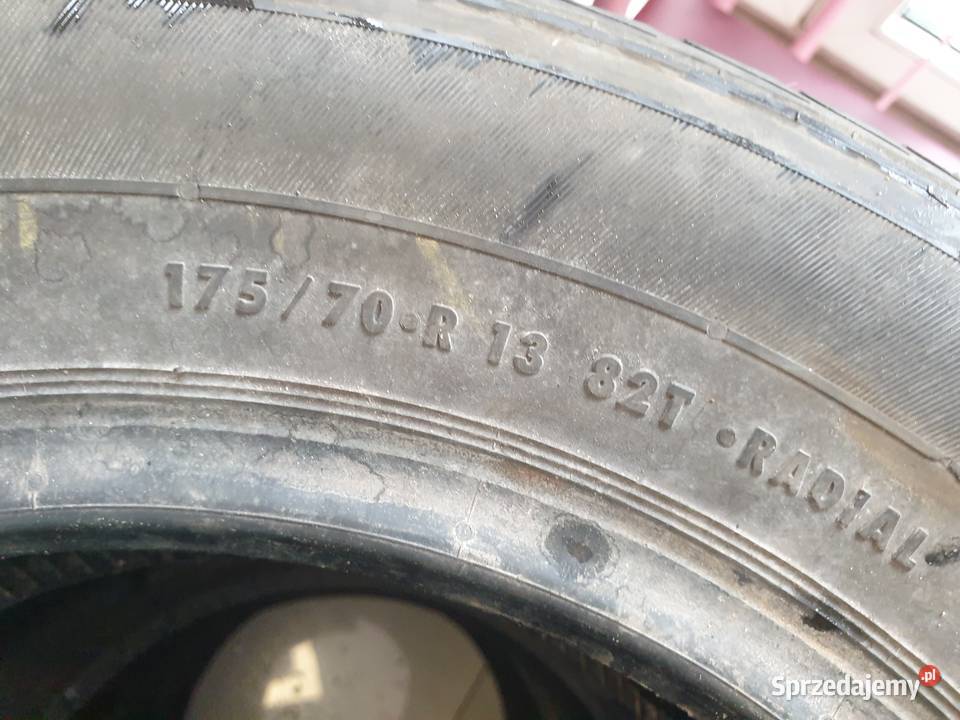 175/70·R 13 82T ·RADIAL
Sprzedajemy.pl